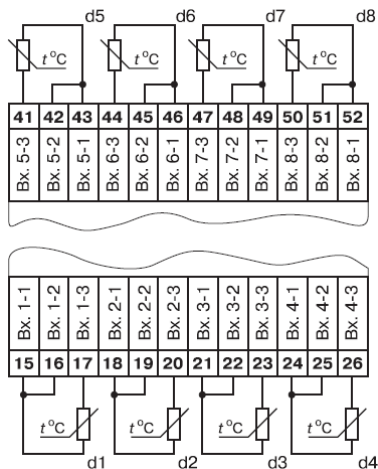 d5 d6 d7 d8
t°C t°C t°C t°C
41 42 43 44 45 46 47 48 49 50 51 52
Вх. 5-3 Вх. 5-2 Вх. 5-1 Вх. 6-3 Вх. 6-2 Вх. 6-1 Вх. 7-3 Вх. 7-2 Вх. 7-1 Вх. 8-3 Вх. 8-2 Вх. 8-1
Вх. 1-1 Вх. 1-2 Вх. 1-3 Вх. 2-1 Вх. 2-2 Вх. 2-3 Вх. 3-1 Вх. 3-2 Вх. 3-3 Вх. 4-1 Вх. 4-2 Вх. 4-3
15 16 17 18 19 20 21 22 23 24 25 26
t°C t°C t°C t°C
d1 d2 d3 d4